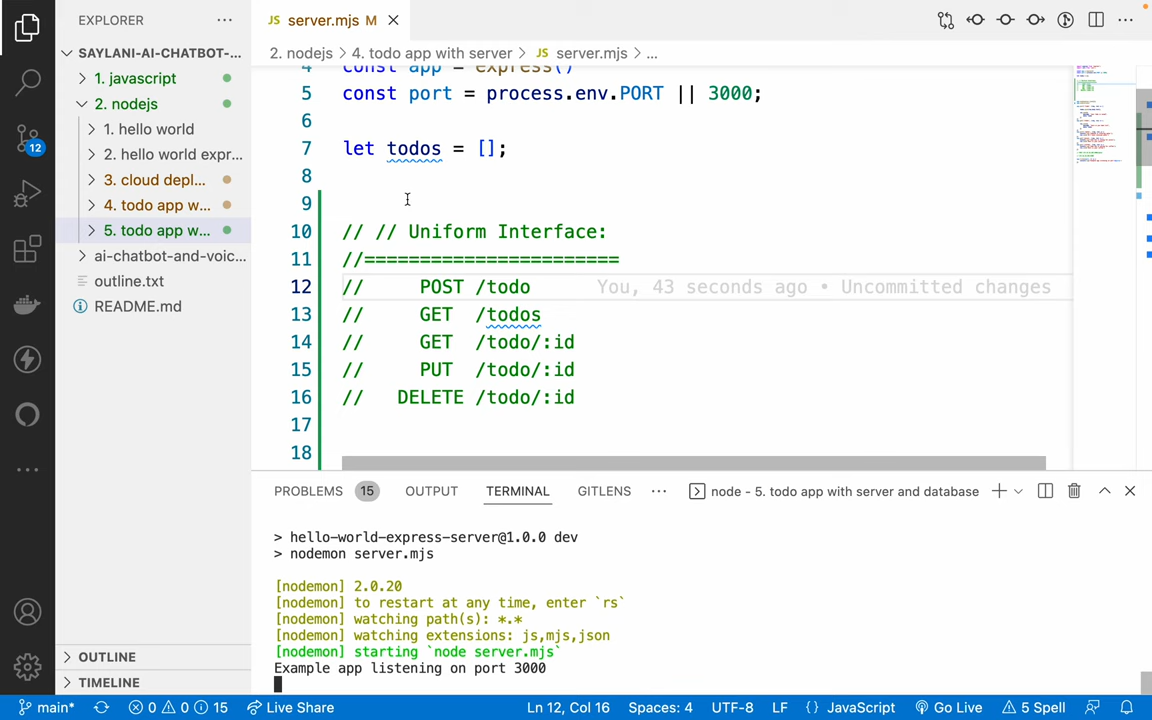 EXPLORER
SAYLANI-AI-CHATBOT-...
1. javascript
2. nodejs
1. hello world
2. hello world expr...
3. cloud depl...
4. todo app w...
5. todo app w...
ai-chatbot-and-voic...
outline.txt
README.md
OUTLINE
TIMELINE
12
JS server.mjs M
2. nodejs > 4. todo app with server > JS server.mjs > ...
4 const app = express()
5 const port = process.env.PORT || 3000;
6
7 let todos = [];
8
9
10 // // Uniform Interface:
11 //=======================
12 // POST /todo You, 43 seconds ago • Uncommitted changes
13 // GET /todos
14 // GET /todo/:id
15 // PUT /todo/:id
16 // DELETE /todo/:id
17
18
PROBLEMS 15 OUTPUT TERMINAL GITLENS ... node - 5. todo app with server and database
> hello-world-express-server@1.0.0 dev
> nodemon server.mjs
[nodemon] 2.0.20
[nodemon] to restart at any time, enter `rs`
[nodemon] watching path(s): *.*
[nodemon] watching extensions: js,mjs,json
[nodemon] starting `node server.mjs`
Example app listening on port 3000
main* 0 0 15 Live Share Ln 12, Col 16 Spaces: 4 UTF-8 LF {} JavaScript Go Live 5 Spell